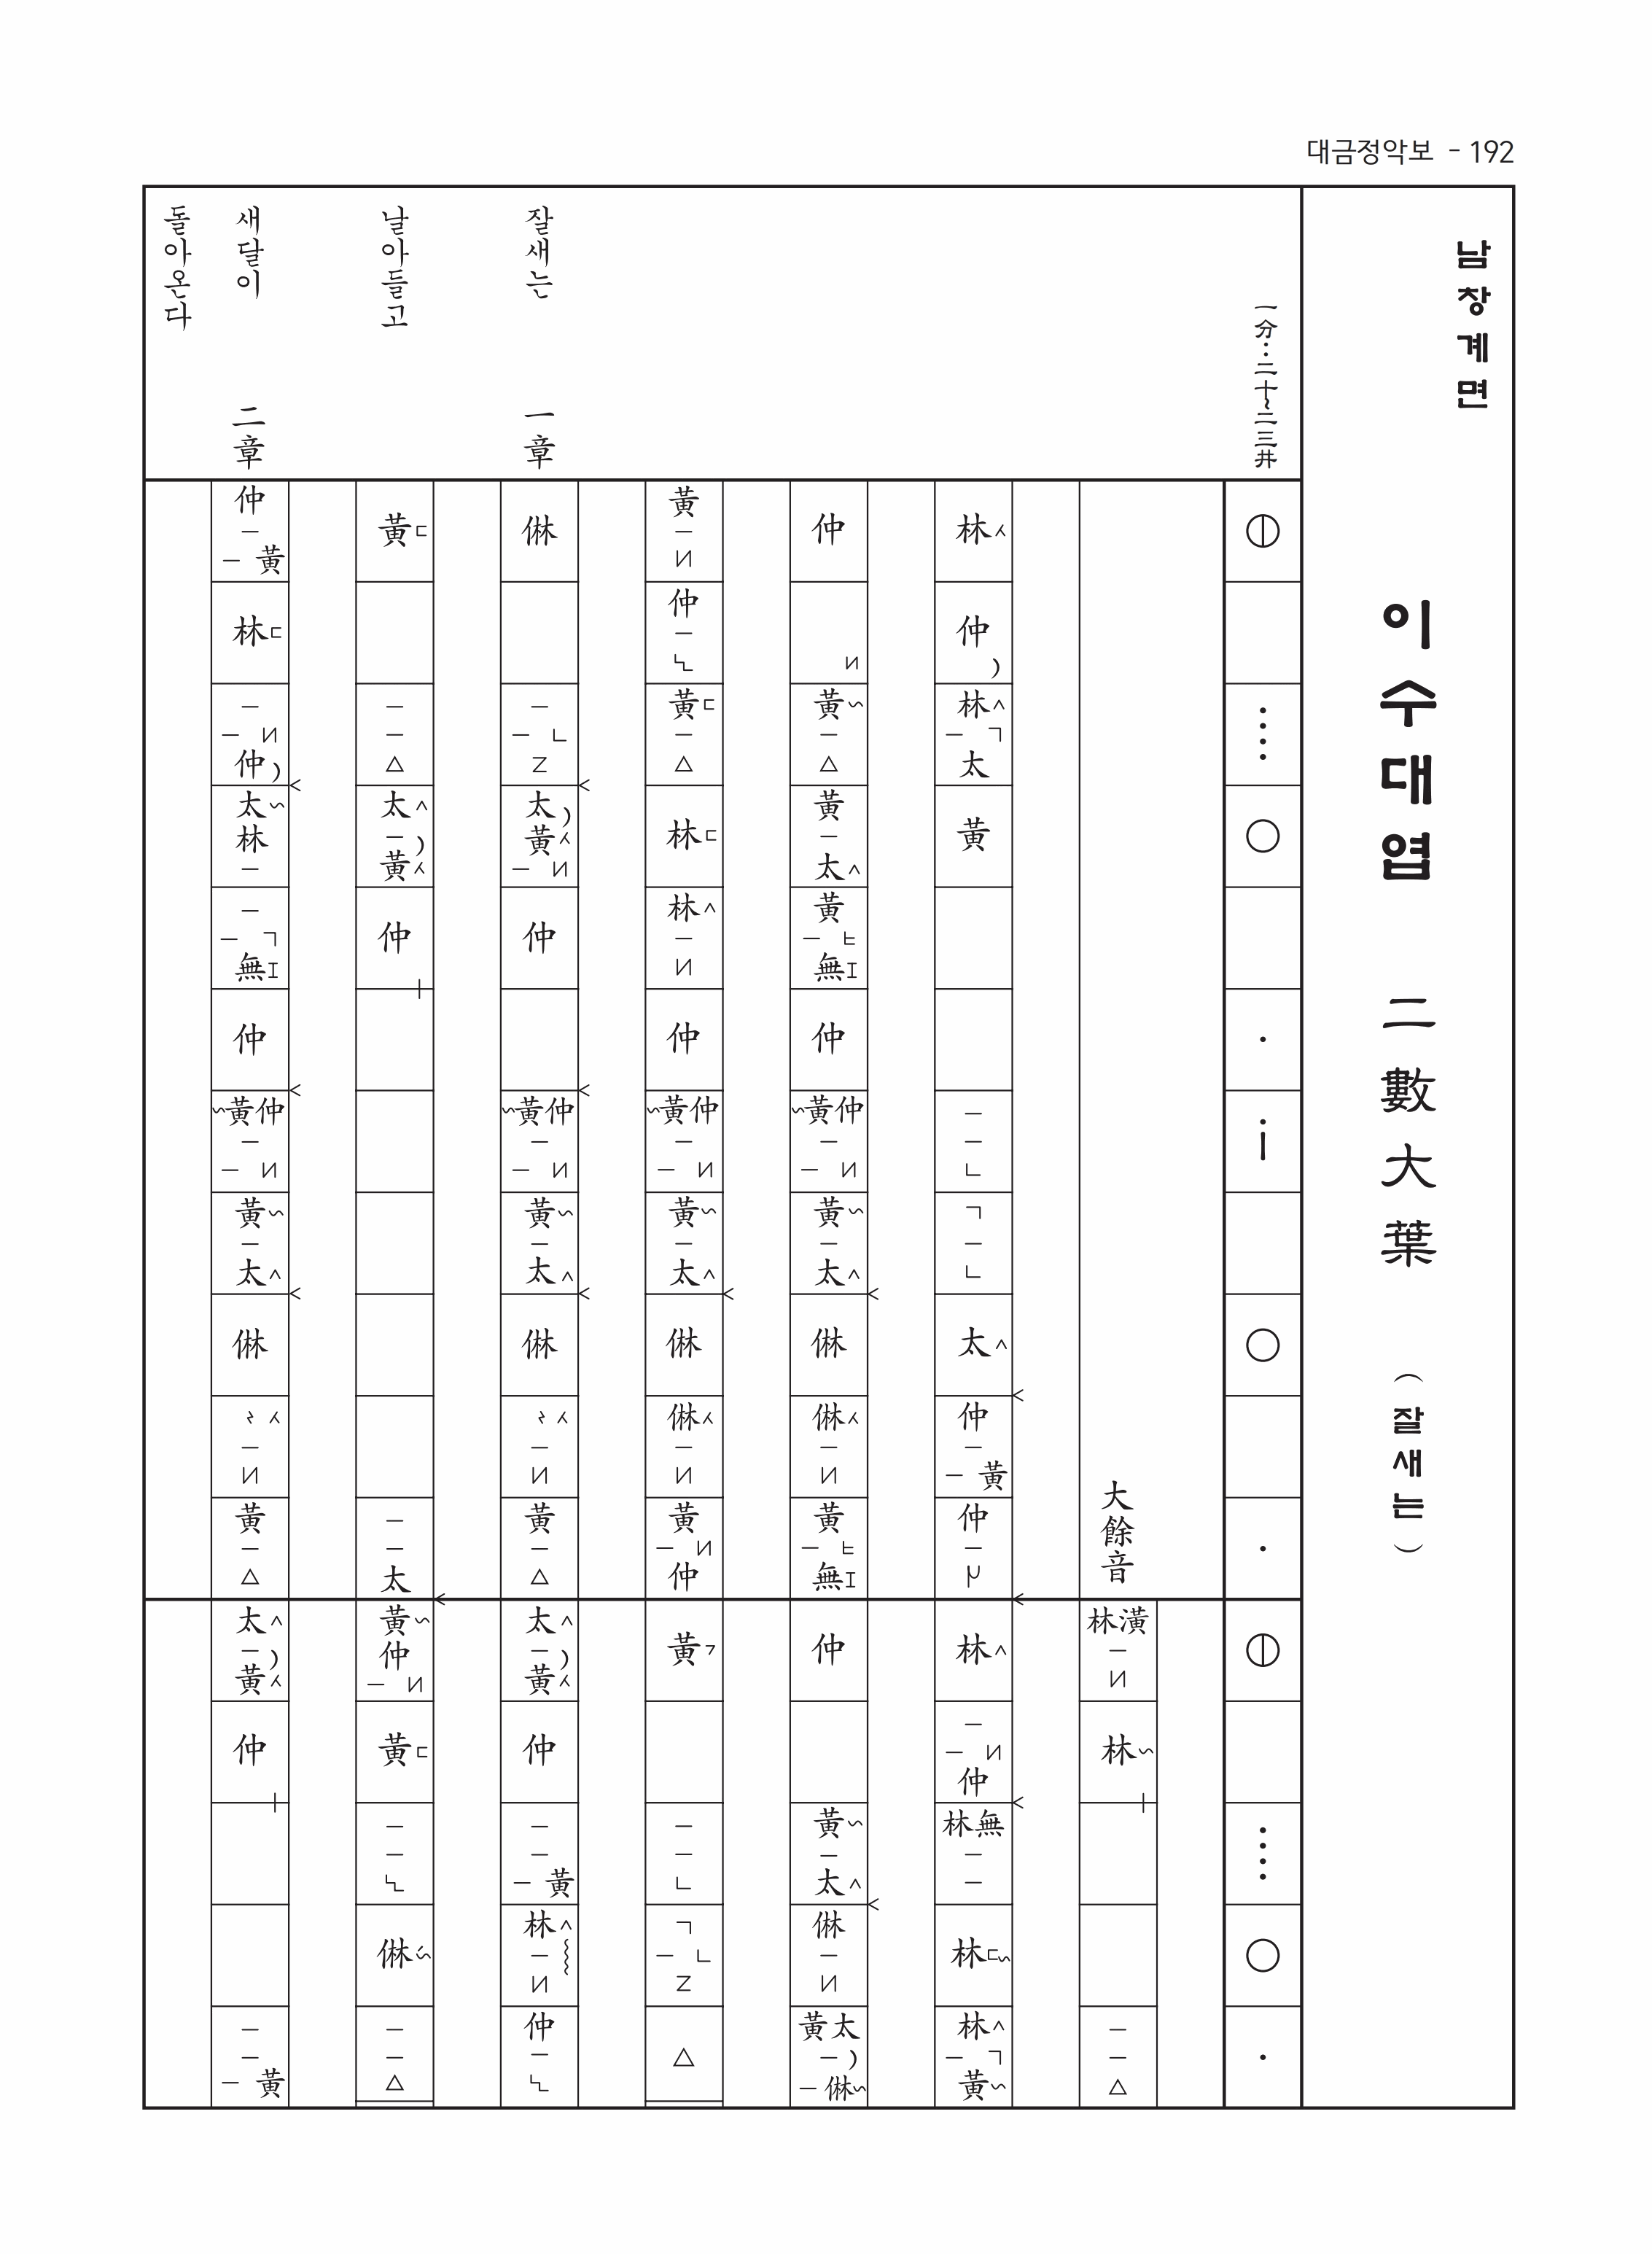 대금정악보 - 192
남창계면
이수대엽 二數大葉 (잘새는)
一分∶二十~二三井
大餘音 潢林 林
林 仲 林太 黃 太 仲黃 仲 林 仲 無林 林 林黃
仲 黃 黃太 黃無 仲 仲黃 黃太 㑣 㑣 黃無 仲 黃太 㑣 太黃㑣
黃 仲 黃 林 林 仲 仲黃 黃太 㑣 㑣 黃仲 黃
잘새는 一章
㑣 太黃 仲 仲黃 黃太 㑣 黃 太黃 仲 黃 林 仲
날아들고
黃 太黃 仲 太 黃仲 黃 㑣
새달이 二章
仲黃 林 仲 太林 無 仲 仲黃 黃太 㑣 黃 太黃 仲 黃
돌아온다